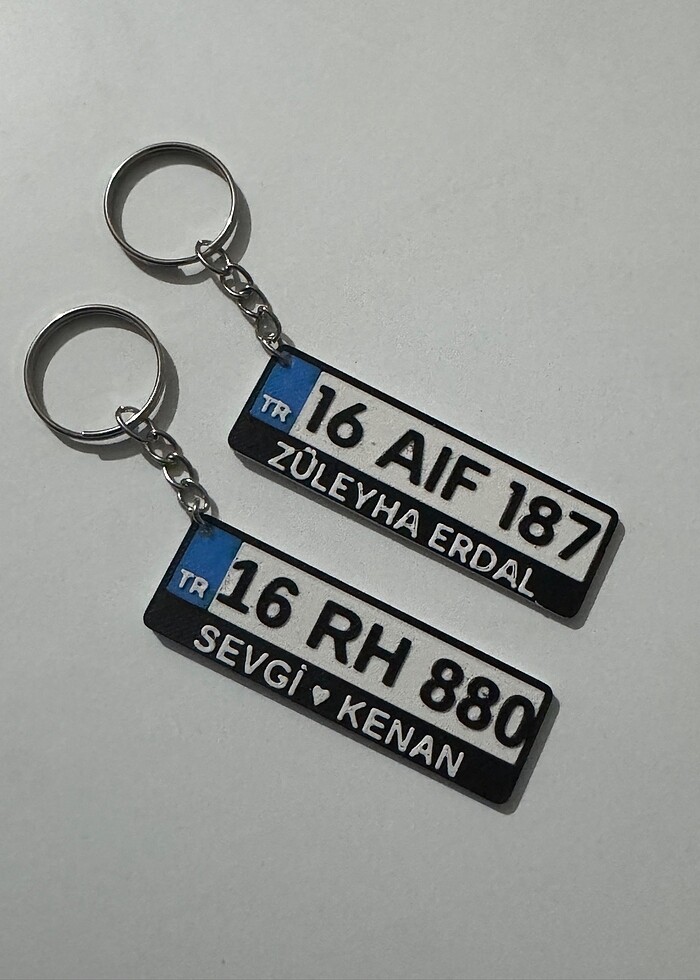 TR 16 AIF 187
ZÜLEYHA ERDAL
TR 16 RH 880
SEVGİ ♥ KENAN